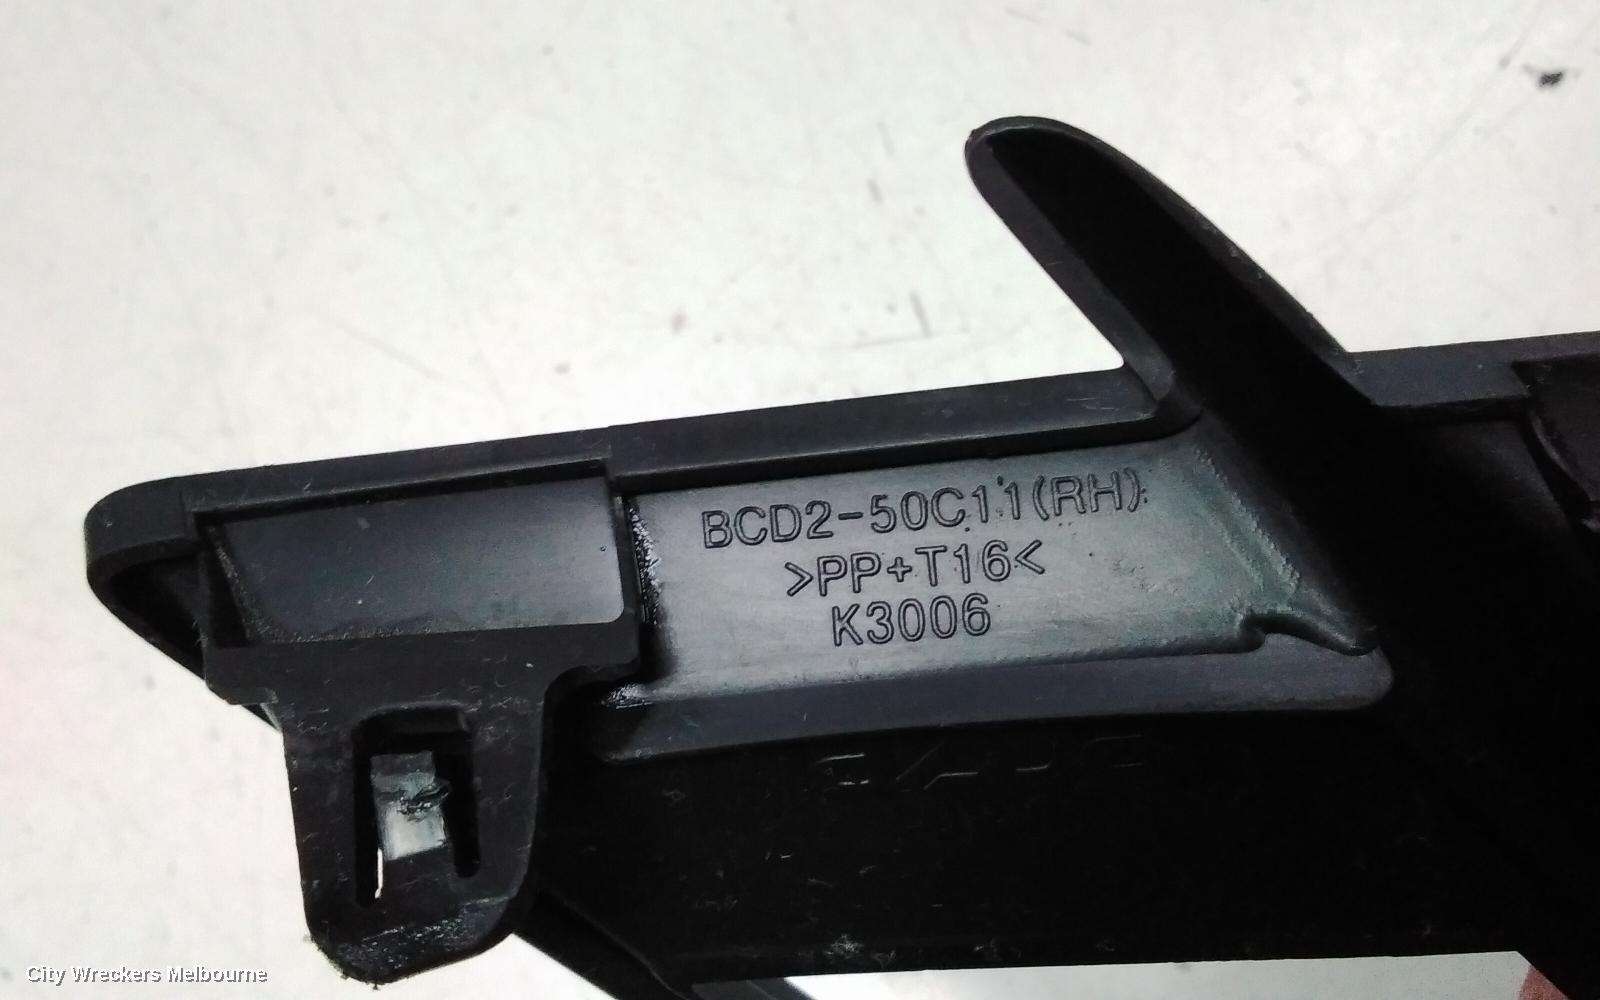 BCD2-50C11(RH)
>PP+T16<
K3006
City Wreckers Melbourne